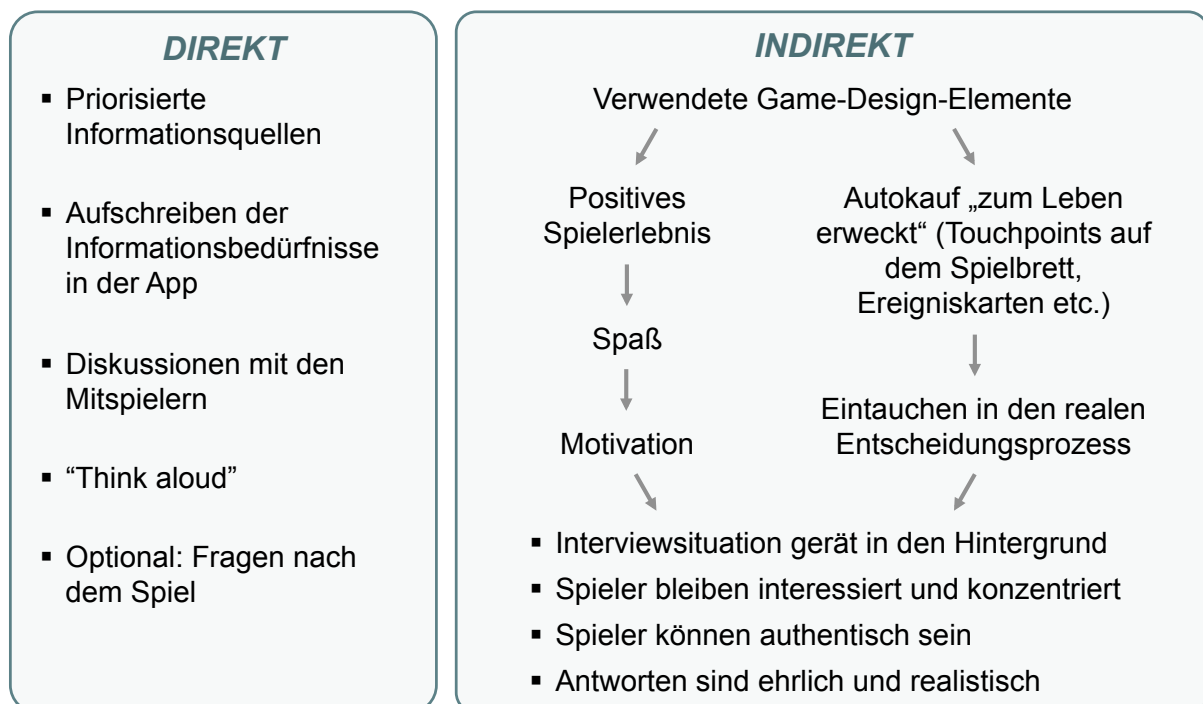 DIREKT
▪ Priorisierte
Informationsquellen
▪ Aufschreiben der
Informationsbedürfnisse
in der App
▪ Diskussionen mit den
Mitspielern
▪ “Think aloud”
▪ Optional: Fragen nach
dem Spiel
INDIREKT
Verwendete Game-Design-Elemente
Positives
Spielerlebnis
Spaß
Motivation
Autokauf „zum Leben
erweckt“ (Touchpoints auf
dem Spielbrett,
Ereigniskarten etc.)
Eintauchen in den realen
Entscheidungsprozess
▪ Interviewsituation gerät in den Hintergrund
▪ Spieler bleiben interessiert und konzentriert
▪ Spieler können authentisch sein
▪ Antworten sind ehrlich und realistisch